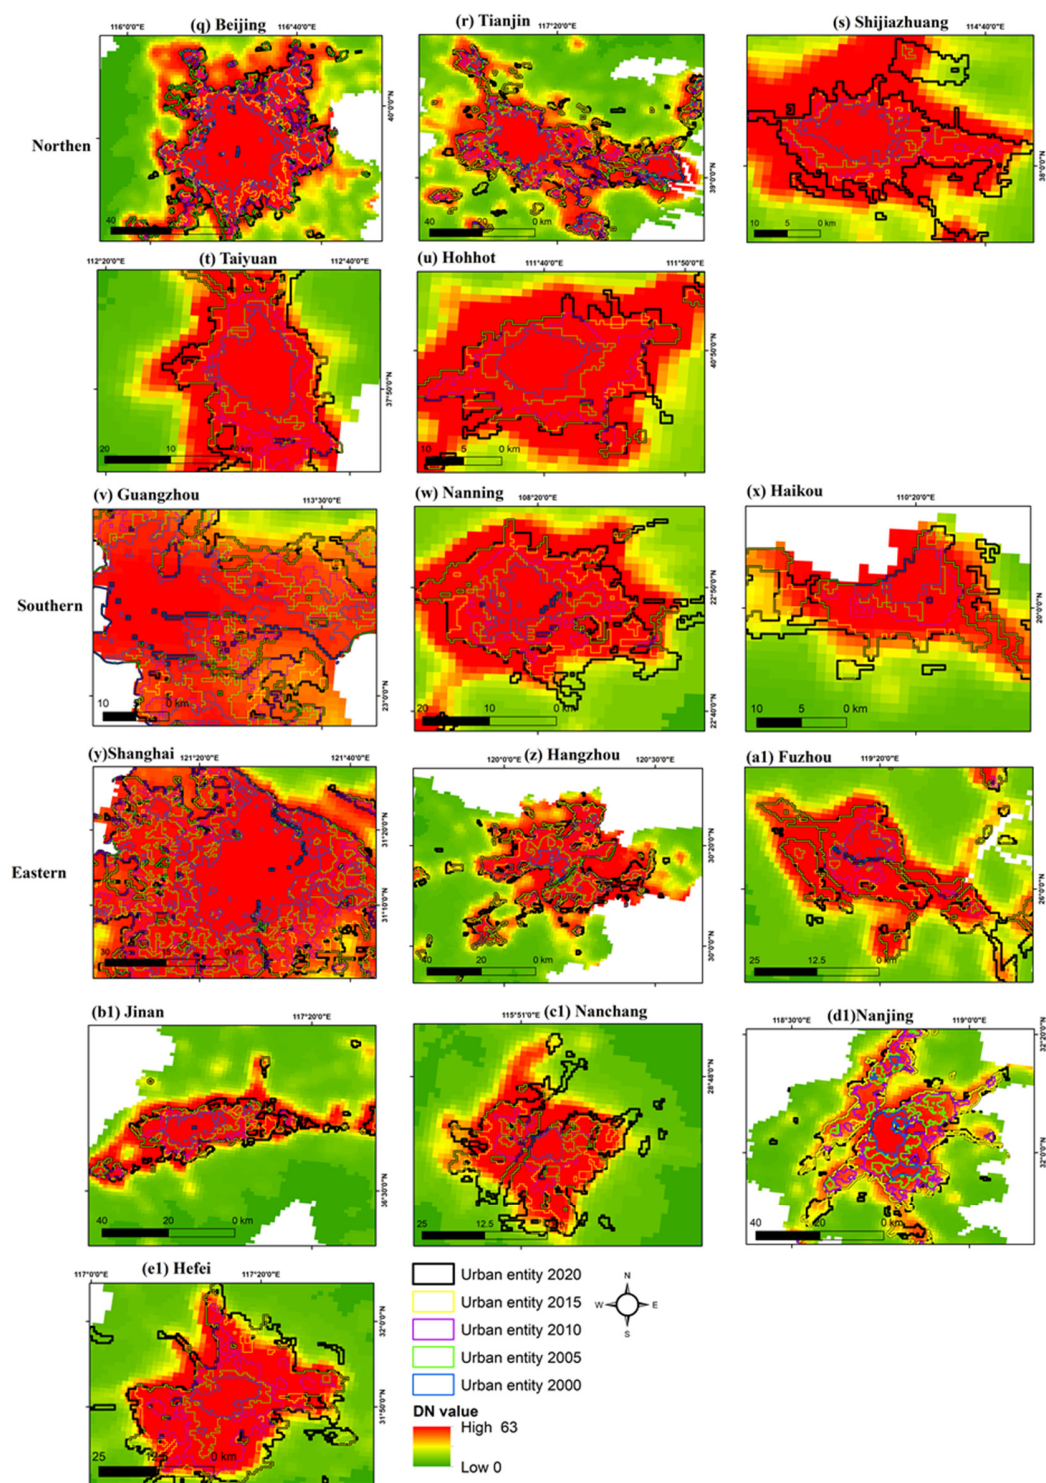 (q) Beijing
116°0'0"E
116°40'0"E
40°0'0"N
40
(r) Tianjin
117°20'0"E
39°0'0"N
40 20 0 km
(s) Shijiazhuang
114°40'0"E
38°0'0"N
10 5 0 km
Northen
(t) Taiyuan
112°20'0"E
112°40'0"E
37°50'0"N
20 10
(u) Hohhot
111°40'0"E
111°50'0"E
40°50'0"N
10 5 0 km
(v) Guangzhou
113°30'0"E
23°0'0"N
10 5 0 km
(w) Nanning
108°20'0"E
22°50'0"N
22°40'0"N
20 10 0 km
(x) Haikou
110°20'0"E
20°0'0"N
10 5 0 km
Southern
(y)Shanghai
121°20'0"E
121°40'0"E
31°20'0"N
31°10'0"N
30 0 km
(z) Hangzhou
120°0'0"E
120°30'0"E
30°20'0"N
30°0'0"N
40 20 0 km
(a1) Fuzhou
119°20'0"E
26°0'0"N
25 12.5 0 km
Eastern
(b1) Jinan
117°20'0"E
36°30'0"N
40 20 0 km
(c1) Nanchang
115°51'0"E
28°48'0"N
25 12.5
(d1)Nanjing
118°30'0"E
119°0'0"E
32°20'0"N
32°0'0"N
40 20 0 km
(e1) Hefei
117°0'0"E
117°20'0"E
32°0'0"N
31°50'0"N
25 12.5 0 km
Urban entity 2020
Urban entity 2015
Urban entity 2010
Urban entity 2005
Urban entity 2000
N
W E
S
DN value
High 63
Low 0